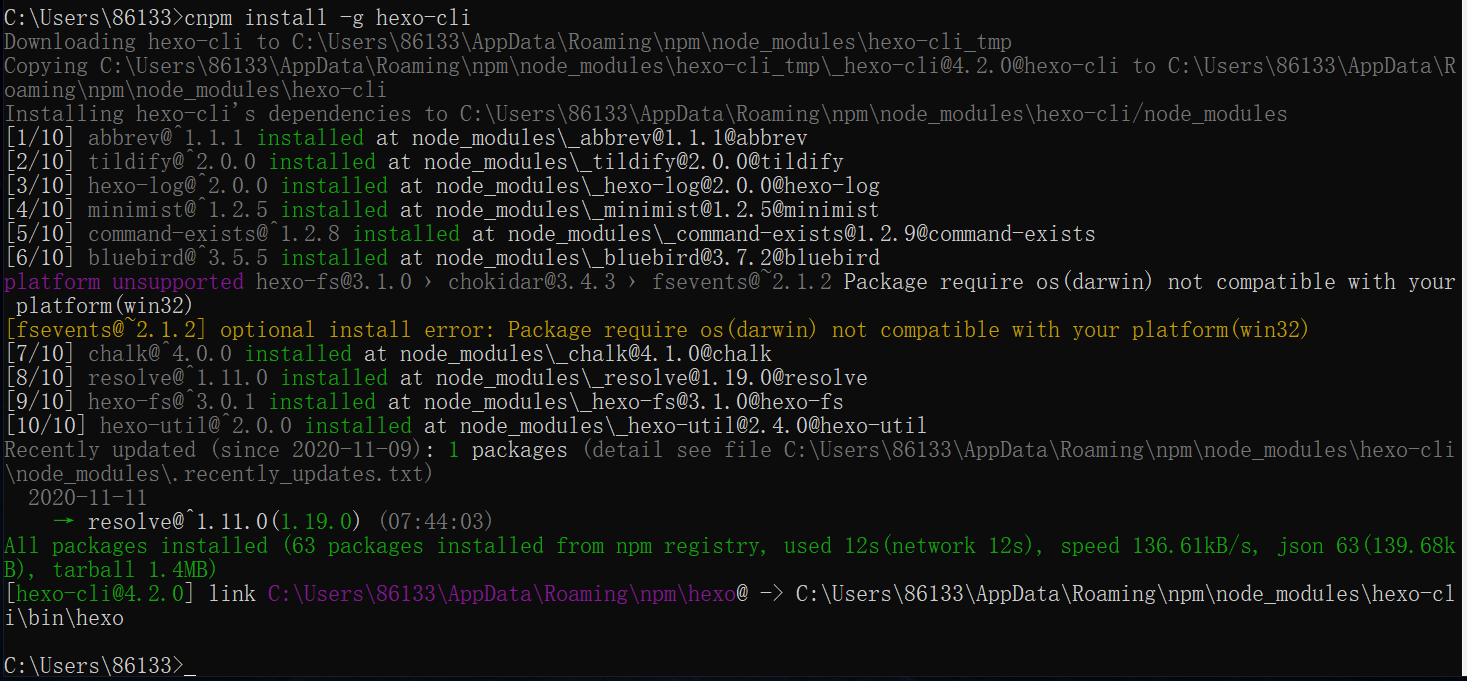 C:\Users\86133>cnpm install -g hexo-cli
Downloading hexo-cli to C:\Users\86133\AppData\Roaming\npm\node_modules\hexo-cli_tmp
Copying C:\Users\86133\AppData\Roaming\npm\node_modules\hexo-cli_tmp\_hexo-cli@4.2.0@hexo-cli to C:\Users\86133\AppData\R
oaming\npm\node_modules\hexo-cli
Installing hexo-cli's dependencies to C:\Users\86133\AppData\Roaming\npm\node_modules\hexo-cli/node_modules
[1/10] abbrev@^1.1.1 installed at node_modules\_abbrev@1.1.1@abbrev
[2/10] tildify@^2.0.0 installed at node_modules\_tildify@2.0.0@tildify
[3/10] hexo-log@^2.0.0 installed at node_modules\_hexo-log@2.0.0@hexo-log
[4/10] minimist@^1.2.5 installed at node_modules\_minimist@1.2.5@minimist
[5/10] command-exists@^1.2.8 installed at node_modules\_command-exists@1.2.9@command-exists
[6/10] bluebird@^3.5.5 installed at node_modules\_bluebird@3.7.2@bluebird
platform unsupported hexo-fs@3.1.0 › chokidar@3.4.3 › fsevents@~2.1.2 Package require os(darwin) not compatible with your
 platform(win32)
[fsevents@~2.1.2] optional install error: Package require os(darwin) not compatible with your platform(win32)
[7/10] chalk@^4.0.0 installed at node_modules\_chalk@4.1.0@chalk
[8/10] resolve@^1.11.0 installed at node_modules\_resolve@1.19.0@resolve
[9/10] hexo-fs@^3.0.1 installed at node_modules\_hexo-fs@3.1.0@hexo-fs
[10/10] hexo-util@^2.0.0 installed at node_modules\_hexo-util@2.4.0@hexo-util
Recently updated (since 2020-11-09): 1 packages (detail see file C:\Users\86133\AppData\Roaming\npm\node_modules\hexo-cli
\node_modules\.recently_updates.txt)
  2020-11-11
    → resolve@^1.11.0(1.19.0) (07:44:03)
All packages installed (63 packages installed from npm registry, used 12s(network 12s), speed 136.61kB/s, json 63(139.68k
B), tarball 1.4MB)
[hexo-cli@4.2.0] link C:\Users\86133\AppData\Roaming\npm\hexo@ -> C:\Users\86133\AppData\Roaming\npm\node_modules\hexo-cl
i\bin\hexo
C:\Users\86133>_